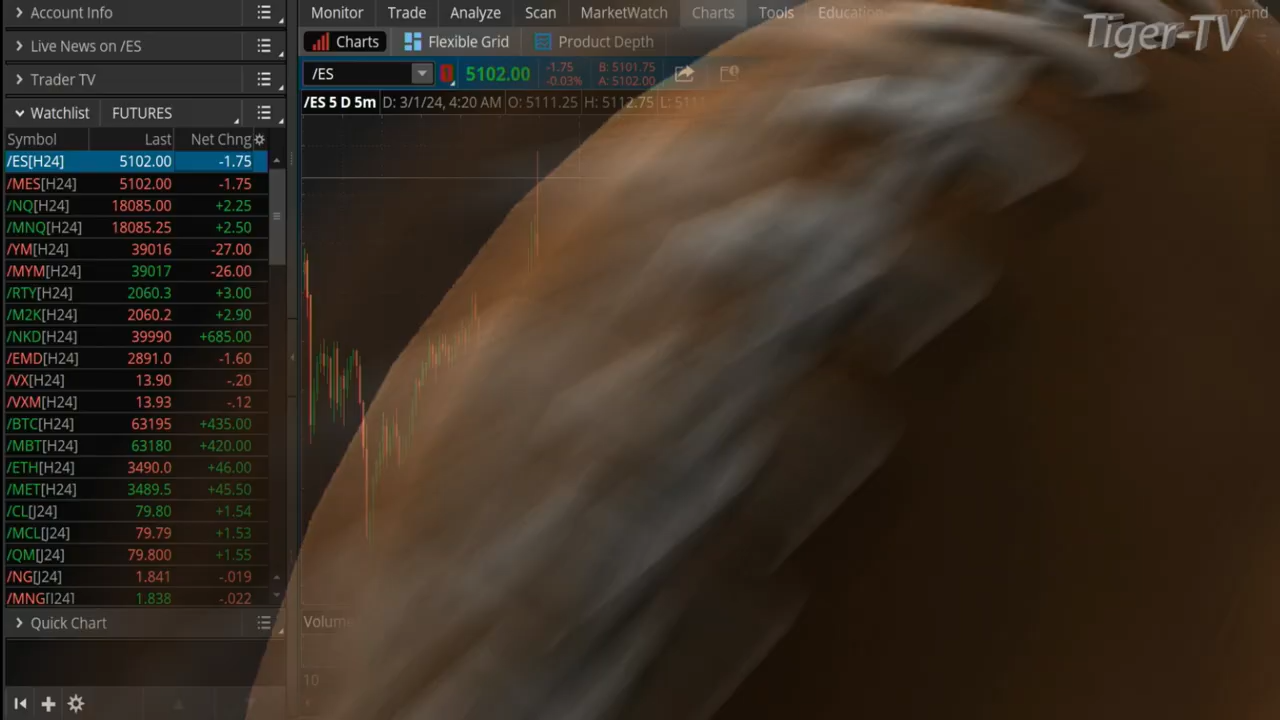 Account Info
Monitor Trade Analyze Scan MarketWatch Charts Tools Education
Tiger-TV
Live News on /ES
Charts Flexible Grid Product Depth
Trader TV
/ES 5102.00 -1.75 -0.03% B: 5101.75 A: 5102.00
/ES 5 D 5m D: 3/1/24, 4:20 AM O: 5111.25 H: 5112.75 L:
Watchlist FUTURES
Symbol Last Net Chng
/ES[H24] 5102.00 -1.75
/MES[H24] 5102.00 -1.75
/NQ[H24] 18085.00 +2.25
/MNQ[H24] 18085.25 +2.50
/YM[H24] 39016 -27.00
/MYM[H24] 39017 -26.00
/RTY[H24] 2060.3 +3.00
/M2K[H24] 2060.2 +2.90
/NKD[H24] 39990 +685.00
/EMD[H24] 2891.0 -1.60
/VX[H24] 13.90 -.20
/VXM[H24] 13.93 -.12
/BTC[H24] 63195 +435.00
/MBT[H24] 63180 +420.00
/ETH[H24] 3490.0 +46.00
/MET[H24] 3489.5 +45.50
/CL[J24] 79.80 +1.54
/MCL[J24] 79.79 +1.53
/QM[J24] 79.800 +1.55
/NG[J24] 1.841 -.019
/MNG[J24] 1.838 -.022
Quick Chart
Volume
10